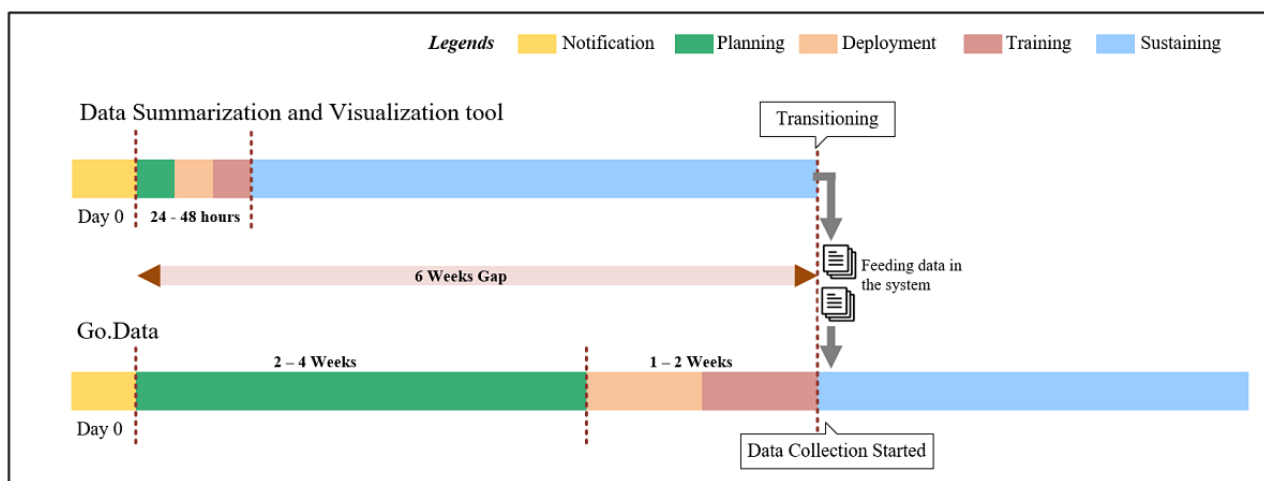 Legends Notification Planning Deployment Training Sustaining
Data Summarization and Visualization tool
Transitioning
Day 0
24 - 48 hours
6 Weeks Gap
Feeding data in
the system
Go.Data
2 – 4 Weeks
1 – 2 Weeks
Day 0
Data Collection Started